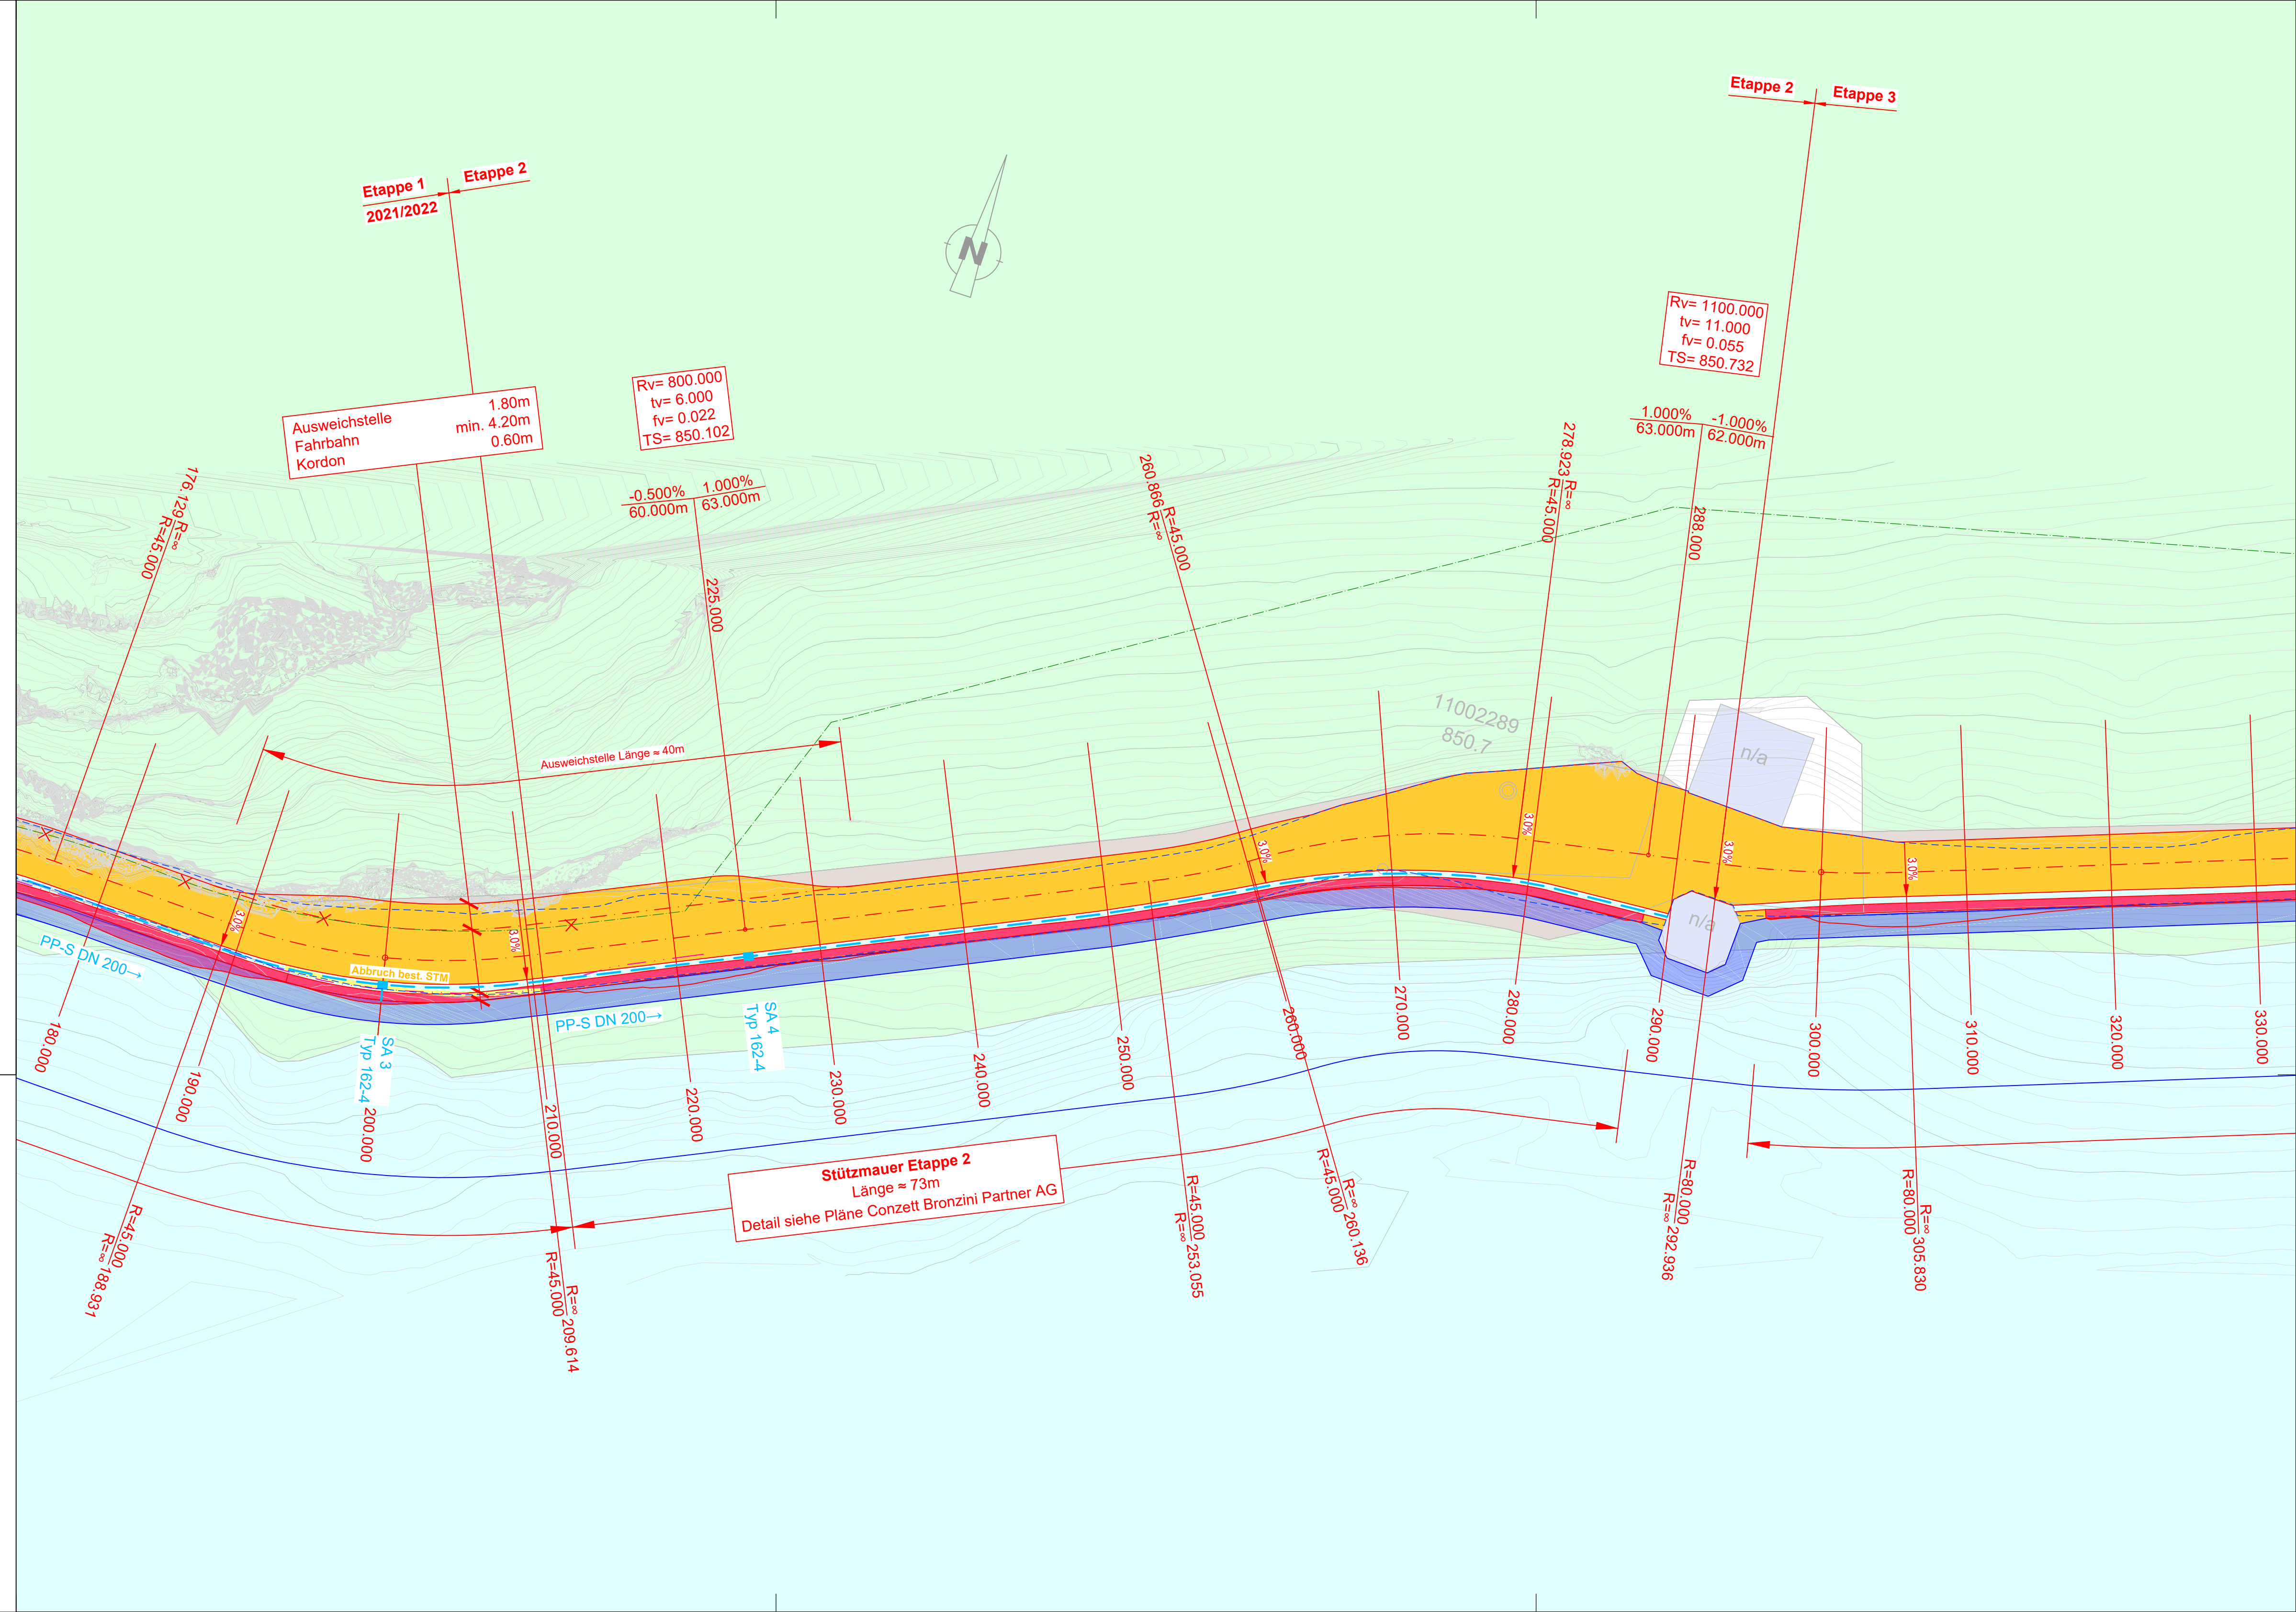 Etappe 2
Etappe 3
Etappe 1
Etappe 2
2021/2022
N
Rv= 1100.000
tv= 11.000
fv= 0.055
TS= 850.732
Rv= 800.000
tv= 6.000
fv= 0.022
TS= 850.102
Ausweichstelle 1.80m
Fahrbahn min. 4.20m
Kordon 0.60m
1.000% -1.000%
63.000m 62.000m
-0.500% 1.000%
60.000m 63.000m
176.129 R=∞
R=45.000
225.000
260.866 R=45.000
R=∞
278.923 R=∞
R=45.000
288.000
11002289
850.7
n/a
n/a
Ausweichstelle Länge ≈ 40m
3.0%
3.0%
3.0%
3.0%
3.0%
3.0%
Abbruch best. STM
PP-S DN 200→
PP-S DN 200→
SA 3
Typ 162-4
SA 4
Typ 162-4
180.000
190.000
200.000
210.000
220.000
230.000
240.000
250.000
260.000
270.000
280.000
290.000
300.000
310.000
320.000
330.000
Stützmauer Etappe 2
Länge ≈ 73m
Detail siehe Pläne Conzett Bronzini Partner AG
R=45.000
R=∞ 188.931
R=∞ 209.614
R=45.000
R=45.000
R=∞ 253.055
R=∞ 260.136
R=45.000
R=80.000
R=∞ 292.936
R=∞ 305.830
R=80.000